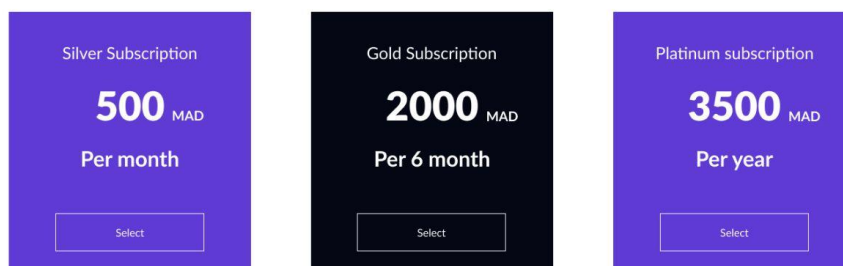 Silver Subscription
500 MAD
Per month
Select
Gold Subscription
2000 MAD
Per 6 month
Select
Platinum subscription
3500 MAD
Per year
Select